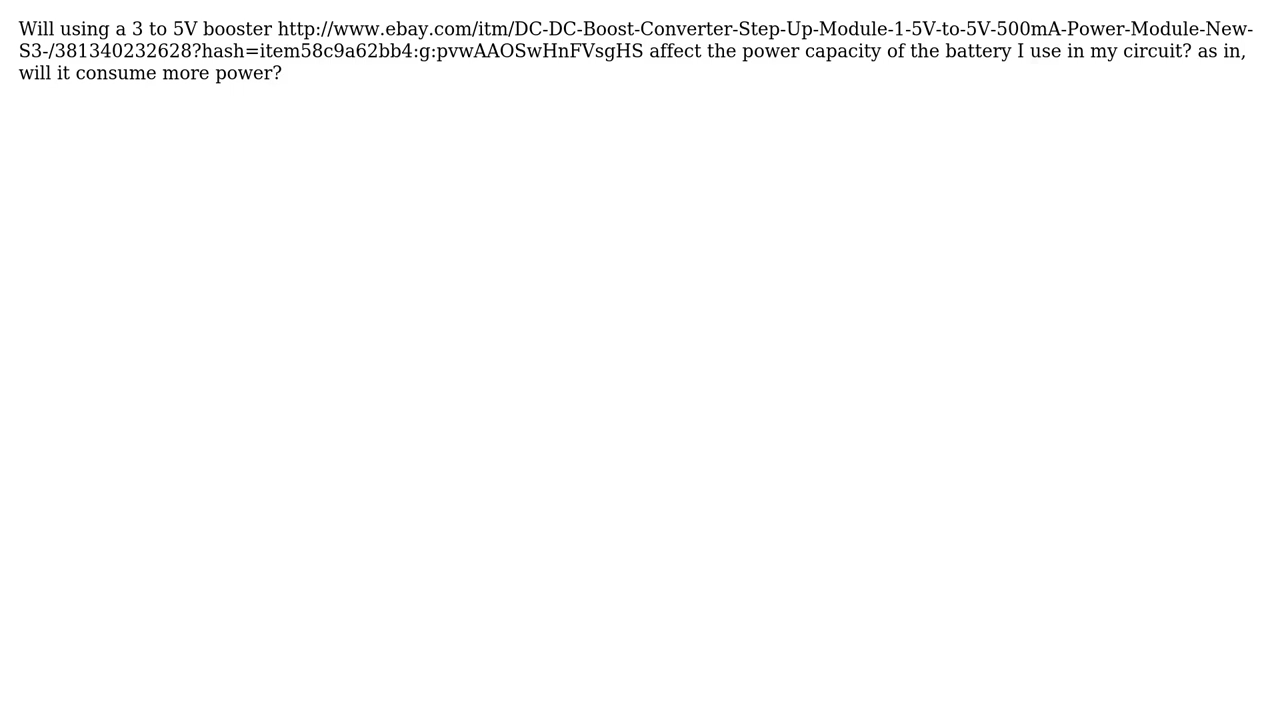 Will using a 3 to 5V booster http://www.ebay.com/itm/DC-DC-Boost-Converter-Step-Up-Module-1-5V-to-5V-500mA-Power-Module-New-
S3-/381340232628?hash=item58c9a62bb4:g:pvwAAOSwHnFVsgHS affect the power capacity of the battery I use in my circuit? as in,
will it consume more power?